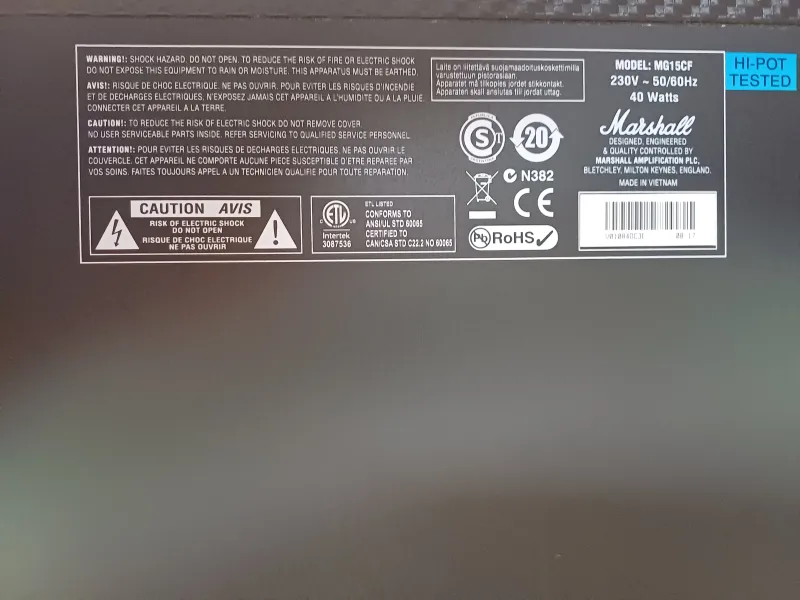 WARNING!: SHOCK HAZARD. DO NOT OPEN. TO REDUCE THE RISK OF FIRE OR ELECTRIC SHOCK
DO NOT EXPOSE THIS EQUIPMENT TO RAIN OR MOISTURE. THIS APPARATUS MUST BE EARTHED.
AVIS!: RISQUE DE CHOC ELECTRIQUE. NE PAS OUVRIR. POUR EVITER LES RISQUES D'INCENDIE
ET DE DECHARGES ELECTRIQUES, N'EXPOSEZ JAMAIS CET APPAREIL A L'HUMIDITE OU A LA PLUIE.
CONNECTER CET APPAREIL A LA TERRE.
CAUTION!: TO REDUCE THE RISK OF ELECTRIC SHOCK DO NOT REMOVE COVER
NO USER SERVICEABLE PARTS INSIDE. REFER SERVICING TO QUALIFIED SERVICE PERSONNEL
ATTENTION!: POUR EVITER LES RISQUES DE DECHARGES ELECTRIQUES, NE PAS OUVRIR LE
COUVERCLE. CET APPAREIL NE COMPORTE AUCUNE PIECE SUSCEPTIBLE D'ETRE REPAREE PAR
VOS SOINS. FAITES TOUJOURS APPEL A UN TECHNICIEN QUALIFIE POUR TOUTE REPARATION.
CAUTION AVIS
RISK OF ELECTRIC SHOCK
DO NOT OPEN
RISQUE DE CHOC ELECTRIQUE
NE PAS OUVRIR
ETL LISTED
CONFORMS TO
ANSI/UL STD 60065
CERTIFIED TO
CAN/CSA STD C22.2 NO 60065
ETL
Intertek
3087536
Laite on liitettävä suojamaadoituskoskettimilla
varustettuun pistorasiaan.
Apparatet må tilkoples jordet stikkontakt.
Apparaten skall anslutas till jordat uttag.
S T
20
N382
CE
Pb RoHS
MODEL: MG15CF
230V ~ 50/60Hz
40 Watts
Marshall
DESIGNED, ENGINEERED
& QUALITY CONTROLLED BY
MARSHALL AMPLIFICATION PLC,
BLETCHLEY, MILTON KEYNES, ENGLAND.
MADE IN VIETNAM
08 17
HI-POT
TESTED